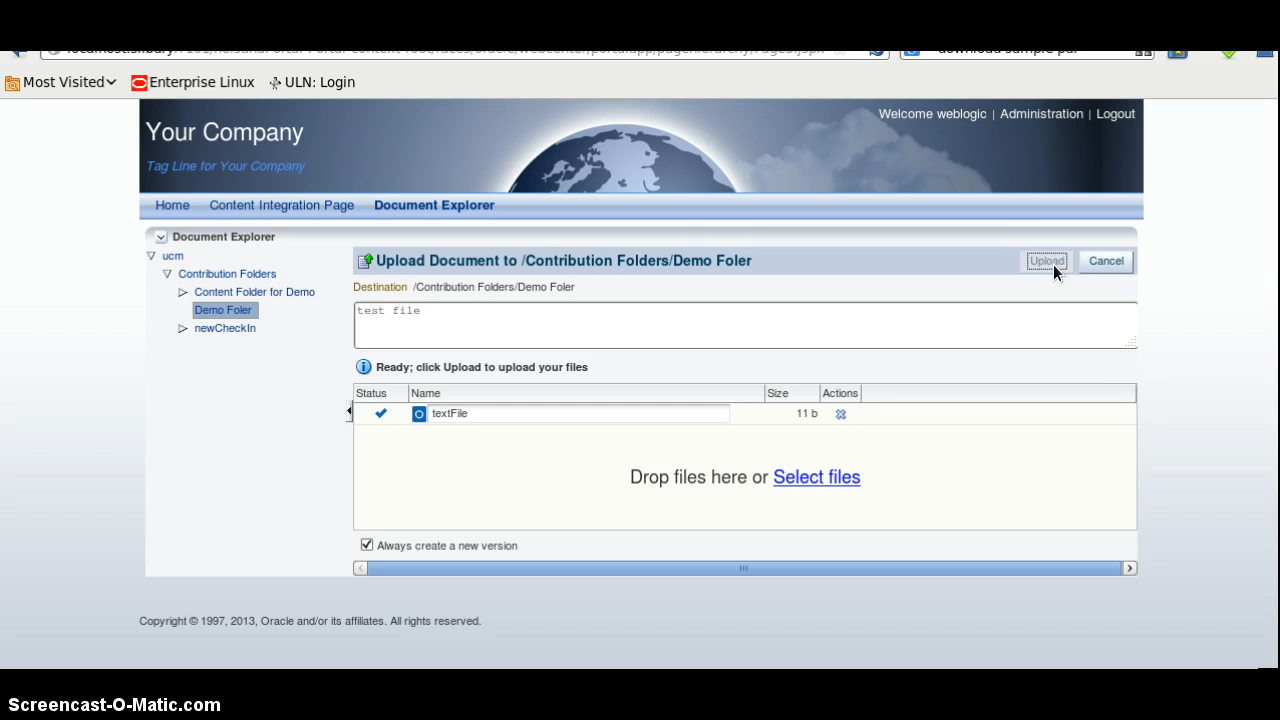 Most Visited Enterprise Linux ULN: Login
Welcome weblogic | Administration | Logout
Your Company
Tag Line for Your Company
Home Content Integration Page Document Explorer
Document Explorer
ucm
Contribution Folders
Content Folder for Demo
Demo Foler
newCheckIn
Upload Document to /Contribution Folders/Demo Foler Upload Cancel
Destination /Contribution Folders/Demo Foler
test file
Ready; click Upload to upload your files
Status Name Size Actions
textFile 11 b
Drop files here or Select files
Always create a new version
Copyright © 1997, 2013, Oracle and/or its affiliates. All rights reserved.
Screencast-O-Matic.com